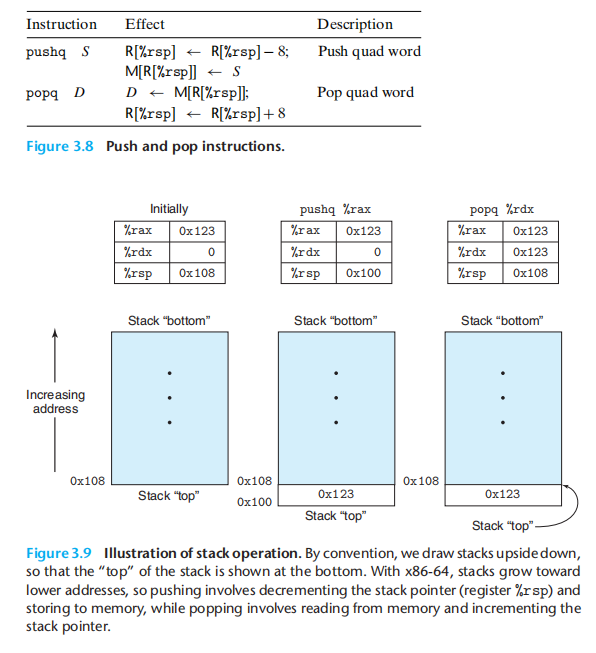 Instruction Effect Description
pushq S R[%rsp] ← R[%rsp] − 8; Push quad word
M[R[%rsp]] ← S
popq D D ← M[R[%rsp]]; Pop quad word
R[%rsp] ← R[%rsp] + 8
Figure 3.8 Push and pop instructions.
Initially pushq %rax popq %rdx
%rax 0x123 %rax 0x123 %rax 0x123
%rdx 0 %rdx 0 %rdx 0x123
%rsp 0x108 %rsp 0x100 %rsp 0x108
Stack “bottom” Stack “bottom” Stack “bottom”
Increasing
address
0x108 0x108 0x108
Stack “top” 0x100 0x123 0x123
Stack “top” Stack “top”
Figure 3.9 Illustration of stack operation. By convention, we draw stacks upside down,
so that the “top” of the stack is shown at the bottom. With x86-64, stacks grow toward
lower addresses, so pushing involves decrementing the stack pointer (register %rsp) and
storing to memory, while popping involves reading from memory and incrementing the
stack pointer.